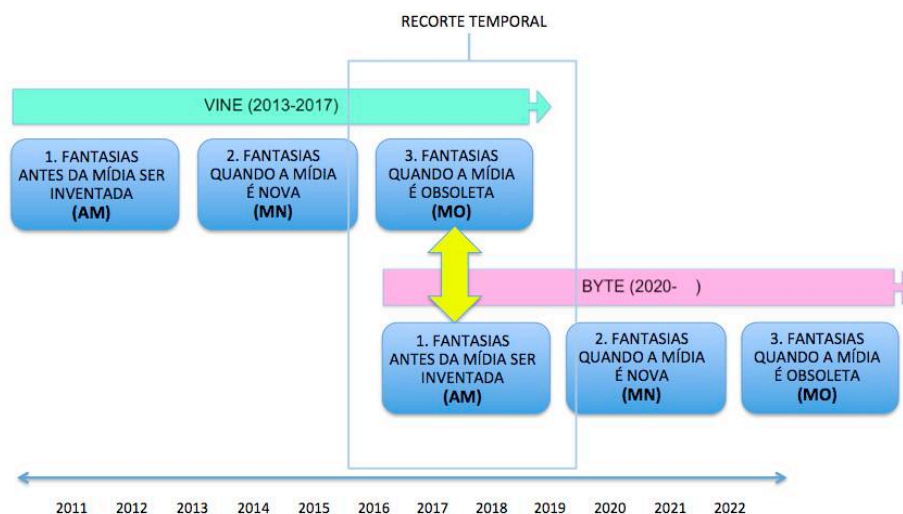 RECORTE TEMPORAL
VINE (2013-2017)
1. FANTASIAS
ANTES DA MÍDIA SER
INVENTADA
(AM)
2. FANTASIAS
QUANDO A MÍDIA
É NOVA
(MN)
3. FANTASIAS
QUANDO A MÍDIA
É OBSOLETA
(MO)
BYTE (2020- )
1. FANTASIAS
ANTES DA MÍDIA SER
INVENTADA
(AM)
2. FANTASIAS
QUANDO A MÍDIA
É NOVA
(MN)
3. FANTASIAS
QUANDO A MÍDIA
É OBSOLETA
(MO)
2011 2012 2013 2014 2015 2016 2017 2018 2019 2020 2021 2022